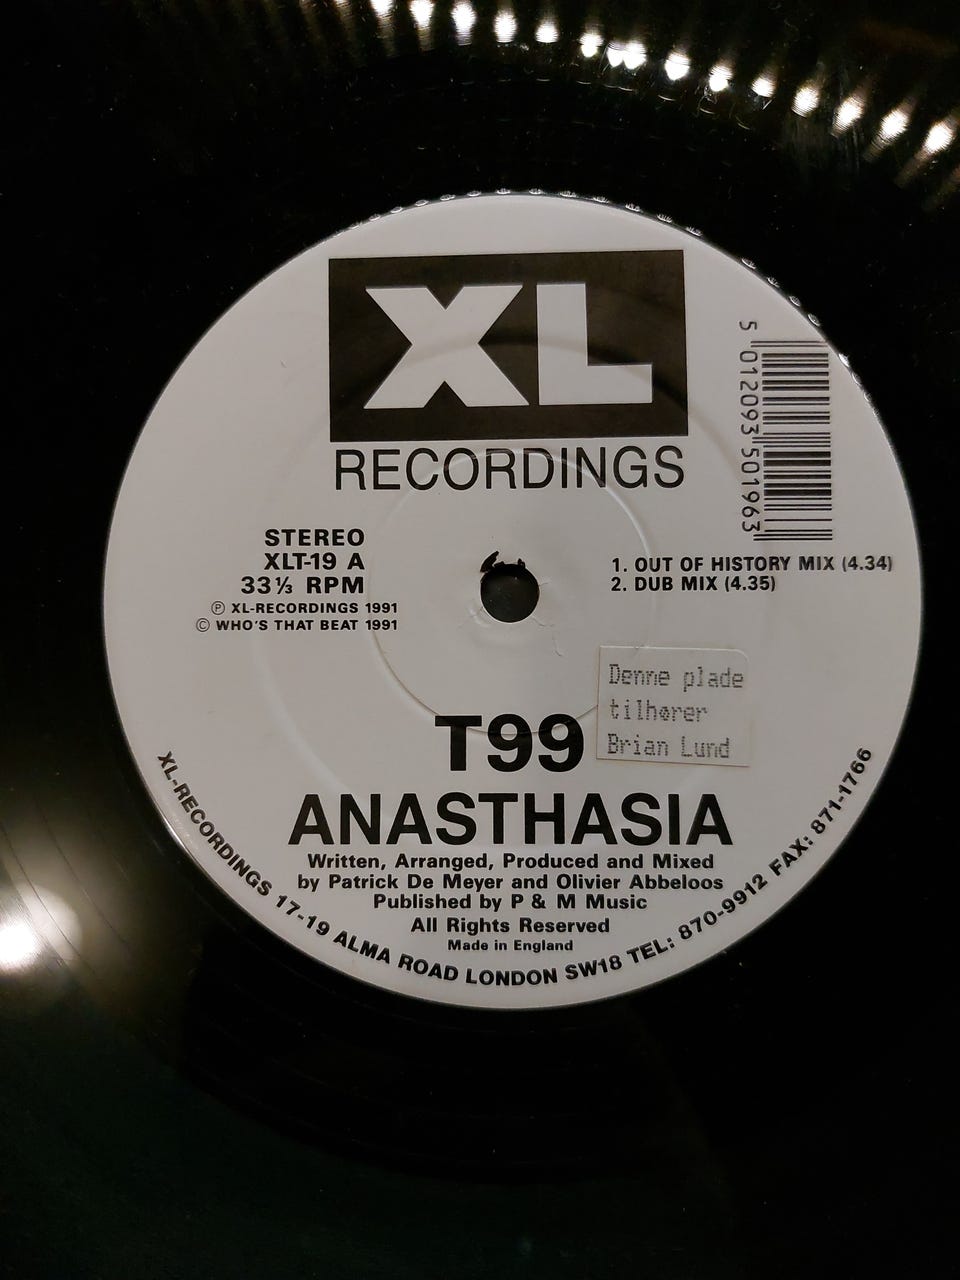 XL
RECORDINGS
5 012093 501963
STEREO
XLT-19 A
33⅓ RPM
Ⓟ XL-RECORDINGS 1991
© WHO'S THAT BEAT 1991
1. OUT OF HISTORY MIX (4.34)
2. DUB MIX (4.35)
Denne plade
tilhører
Brian Lund
T99
ANASTHASIA
Written, Arranged, Produced and Mixed
by Patrick De Meyer and Olivier Abbeloos
Published by P & M Music
All Rights Reserved
Made in England
XL-RECORDINGS 17-19 ALMA ROAD LONDON SW18 TEL: 870-9912 FAX: 871-1766